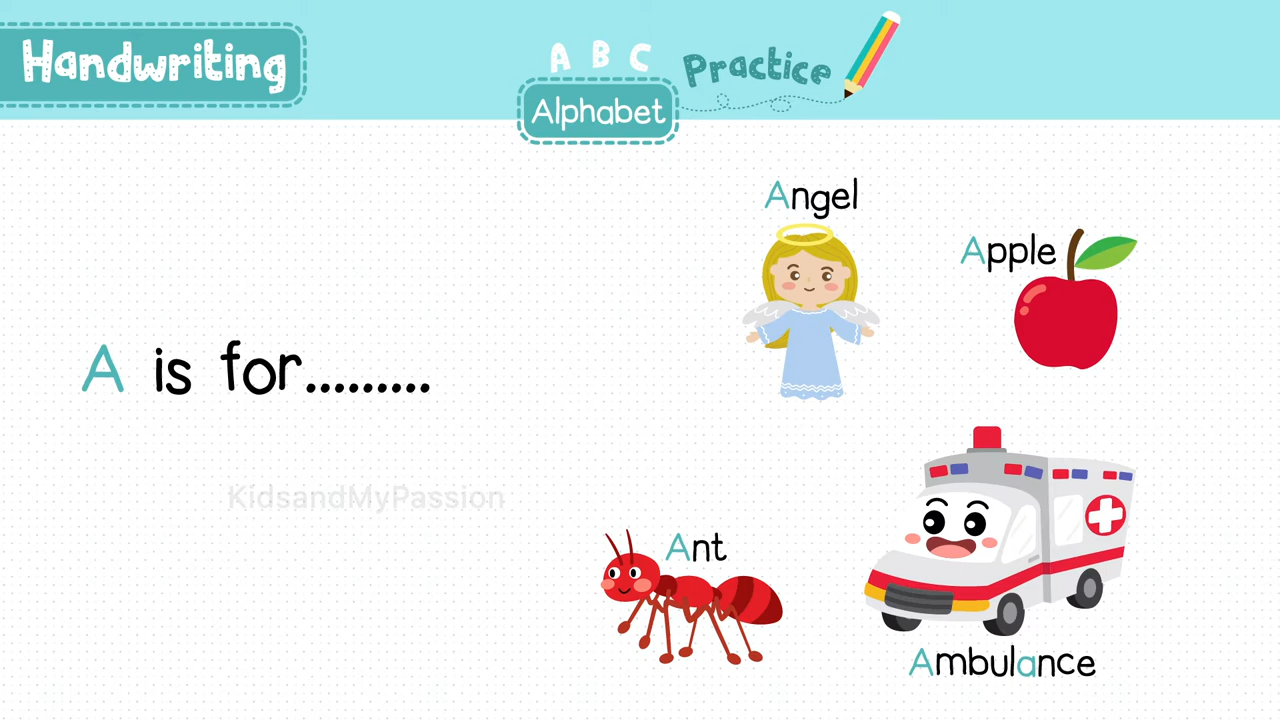 Handwriting
A B C
Practice
Alphabet
Angel
Apple
A is for.........
KidsandMyPassion
Ant
Ambulance